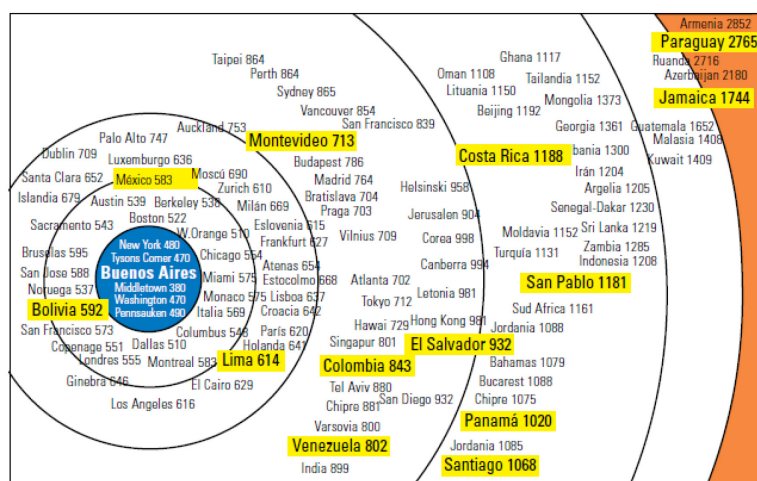 Armenia 2852
Paraguay 2765
Ruanda 2716
Azerbaijan 2180
Jamaica 1744
Taipei 864
Perth 864
Sydney 865
Vancouver 854
San Francisco 839
Ghana 1117
Oman 1108
Tailandia 1152
Lituania 1150
Mongolia 1373
Beijing 1192
Georgia 1361
Guatemala 1652
Malasia 1408
Kuwait 1409
Costa Rica 1188
bania 1300
Irán 1204
Argelia 1205
Senegal-Dakar 1230
Sri Lanka 1219
Moldavia 1152
Zambia 1285
Turquía 1131
Indonesia 1208
San Pablo 1181
Sud Africa 1161
Jordania 1088
Bahamas 1079
Bucarest 1088
Chipre 1075
Panamá 1020
Jordania 1085
Santiago 1068
Auckland 753
Montevideo 713
Budapest 786
Madrid 764
Bratislava 704
Praga 703
Vilnius 709
Helsinski 958
Jerusalen 904
Corea 998
Canberra 994
Atlanta 702
Letonia 981
Tokyo 712
Hawai 729
Hong Kong 981
Singapur 801
El Salvador 932
Colombia 843
Tel Aviv 880
Chipre 881
San Diego 932
Varsovia 800
Venezuela 802
India 899
Palo Alto 747
Dublin 709
Luxemburgo 636
Santa Clara 652
México 583
Moscú 690
Islandia 679
Austin 539
Berkeley 538
Zurich 610
Milán 669
Sacramento 543
Boston 522
W.Orange 510
Eslovenia 615
Frankfurt 627
Bruselas 595
Chicago 554
Atenas 654
San Jose 588
Miami 575
Estocolmo 668
Noruega 537
Monaco 575
Lisboa 637
Bolivia 592
Italia 569
Croacia 642
San Francisco 573
Columbus 548
París 620
Copenage 551
Dallas 510
Holanda 641
Londres 555
Montreal 583
Lima 614
Ginebra 646
El Cairo 629
Los Angeles 616
New York 480
Tysons Corner 470
Buenos Aires
Middletown 380
Washington 470
Pennsauken 490